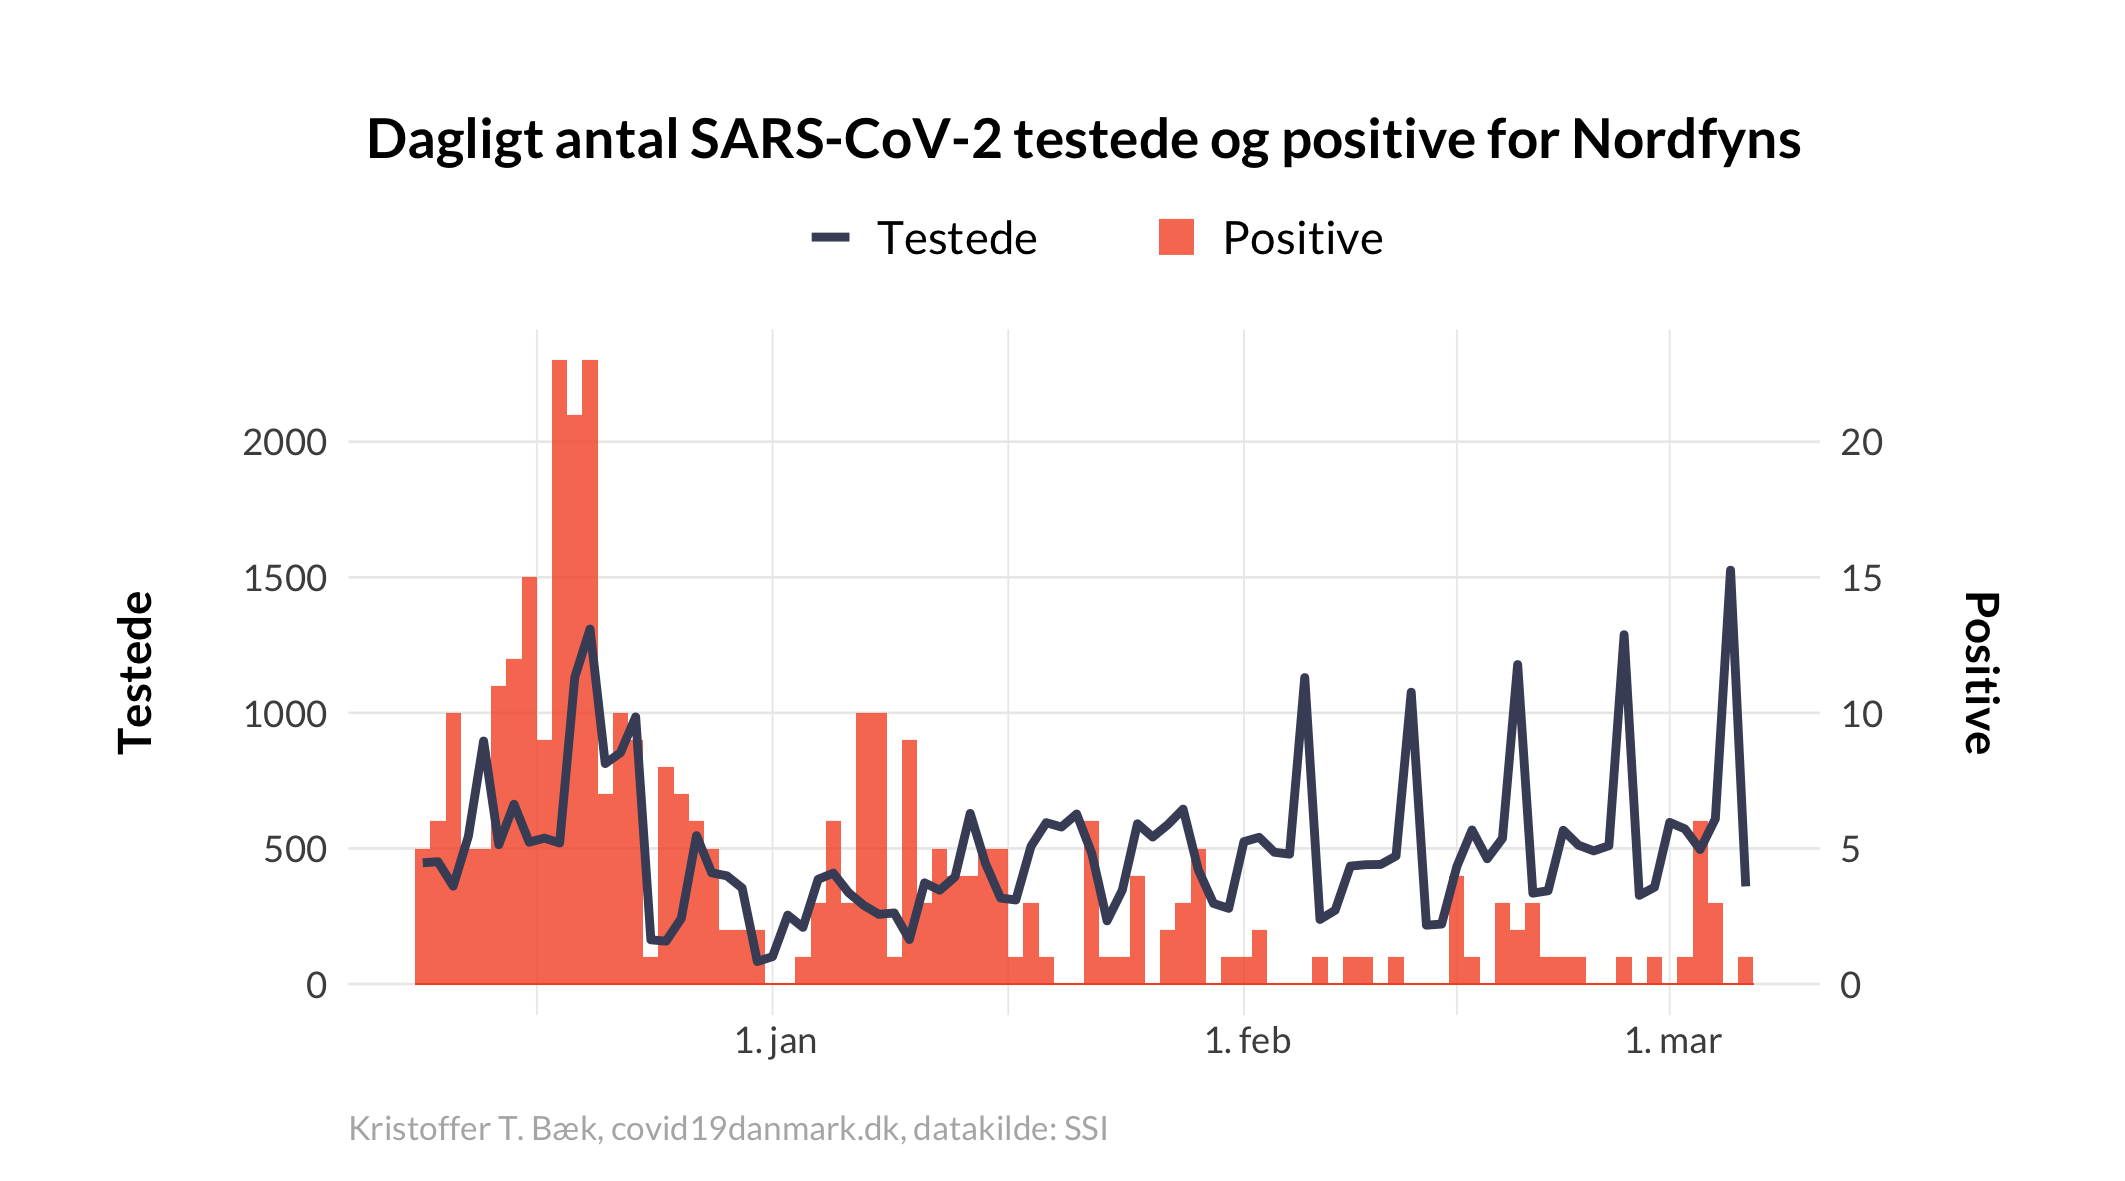 Dagligt antal SARS-CoV-2 testede og positive for Nordfyns
Testede
Positive
2000
1500
1000
500
0
20
15
10
5
0
Testede
Positive
1. jan
1. feb
1. mar
Kristoffer T. Bæk, covid19danmark.dk, datakilde: SSI